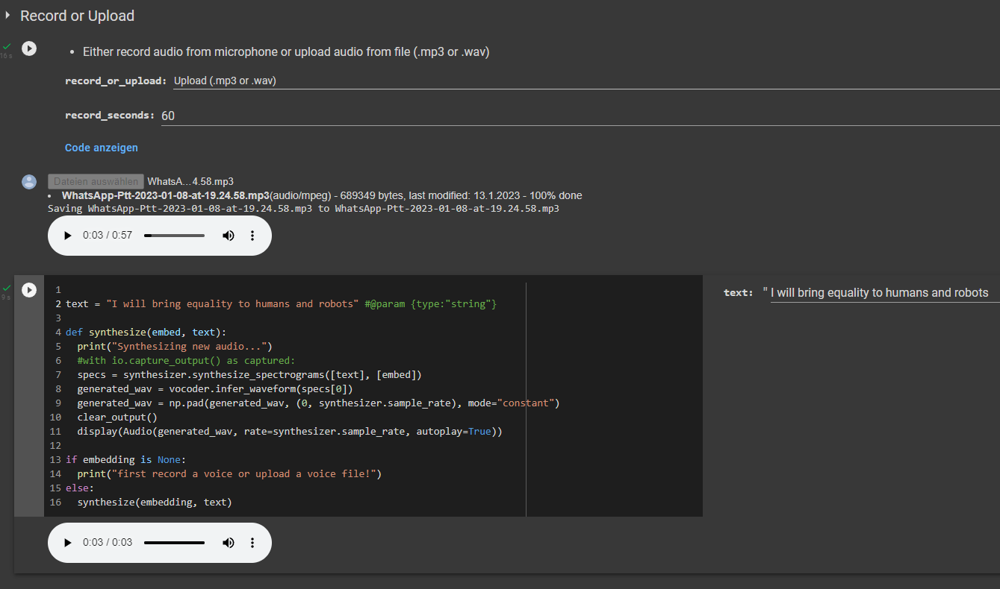 Record or Upload
16 s
• Either record audio from microphone or upload audio from file (.mp3 or .wav)
record_or_upload: Upload (.mp3 or .wav)
record_seconds: 60
Code anzeigen
Dateien auswählen WhatsA...4.58.mp3
• WhatsApp-Ptt-2023-01-08-at-19.24.58.mp3(audio/mpeg) - 689349 bytes, last modified: 13.1.2023 - 100% done
Saving WhatsApp-Ptt-2023-01-08-at-19.24.58.mp3 to WhatsApp-Ptt-2023-01-08-at-19.24.58.mp3
0:03 / 0:57
9 s
1
2 text = "I will bring equality to humans and robots" #@param {type:"string"}
3
4 def synthesize(embed, text):
5   print("Synthesizing new audio...")
6   #with io.capture_output() as captured:
7   specs = synthesizer.synthesize_spectrograms([text], [embed])
8   generated_wav = vocoder.infer_waveform(specs[0])
9   generated_wav = np.pad(generated_wav, (0, synthesizer.sample_rate), mode="constant")
10   clear_output()
11   display(Audio(generated_wav, rate=synthesizer.sample_rate, autoplay=True))
12
13 if embedding is None:
14   print("first record a voice or upload a voice file!")
15 else:
16   synthesize(embedding, text)
text: " I will bring equality to humans and robots
0:03 / 0:03